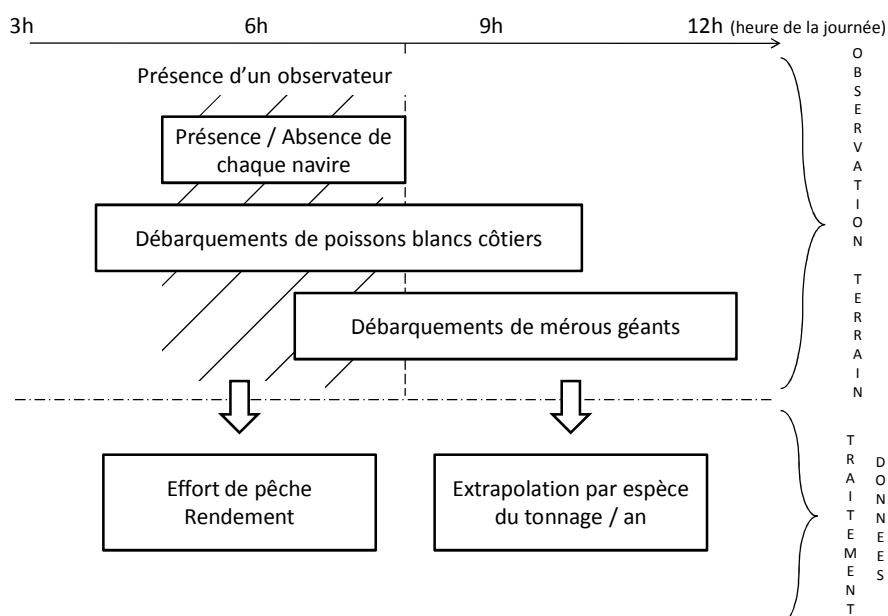 3h 6h 9h 12h (heure de la journée)
Présence d'un observateur
Présence / Absence de
chaque navire
Débarquements de poissons blancs côtiers
Débarquements de mérous géants
OBSERVATION TERRAIN
Effort de pêche
Rendement
Extrapolation par espèce
du tonnage / an
TRAITEMENT
DONNEES